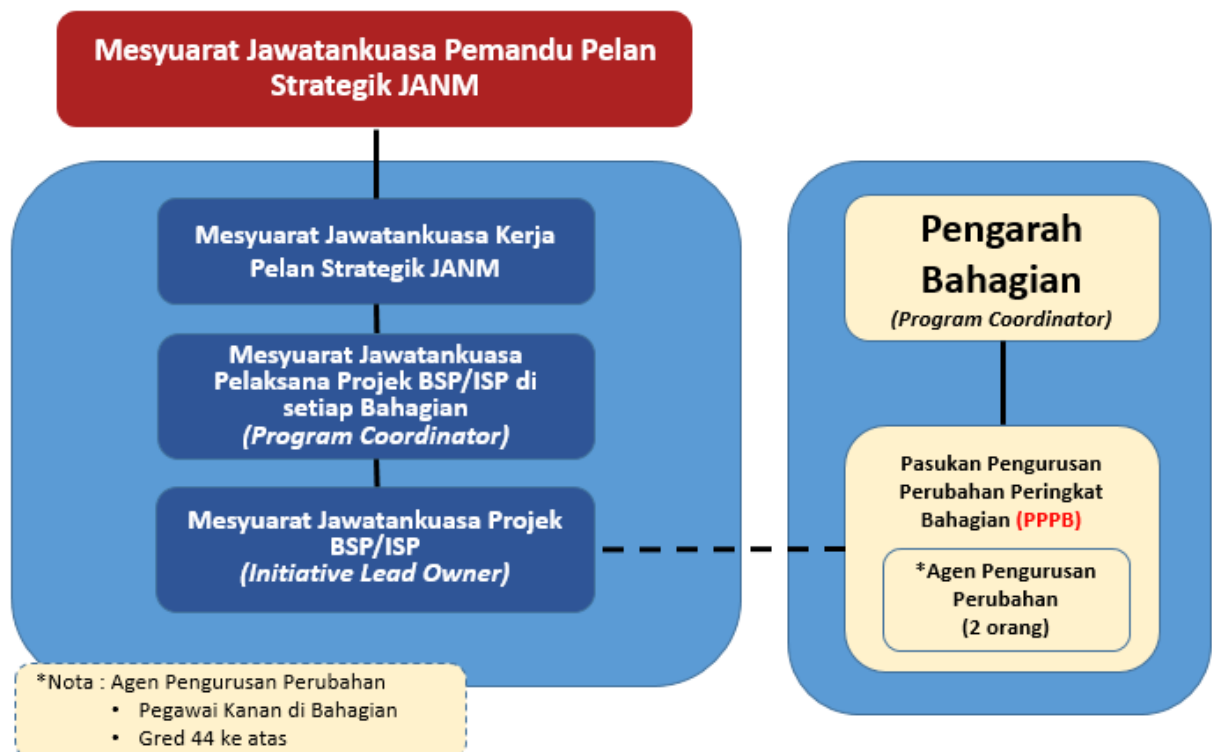 Mesyuarat Jawatankuasa Pemandu Pelan
Strategik JANM
Mesyuarat Jawatankuasa Kerja
Pelan Strategik JANM
Mesyuarat Jawatankuasa
Pelaksana Projek BSP/ISP di
setiap Bahagian
(Program Coordinator)
Mesyuarat Jawatankuasa Projek
BSP/ISP
(Initiative Lead Owner)
*Nota : Agen Pengurusan Perubahan
• Pegawai Kanan di Bahagian
• Gred 44 ke atas
Pengarah
Bahagian
(Program Coordinator)
Pasukan Pengurusan
Perubahan Peringkat
Bahagian (PPPB)
*Agen Pengurusan
Perubahan
(2 orang)